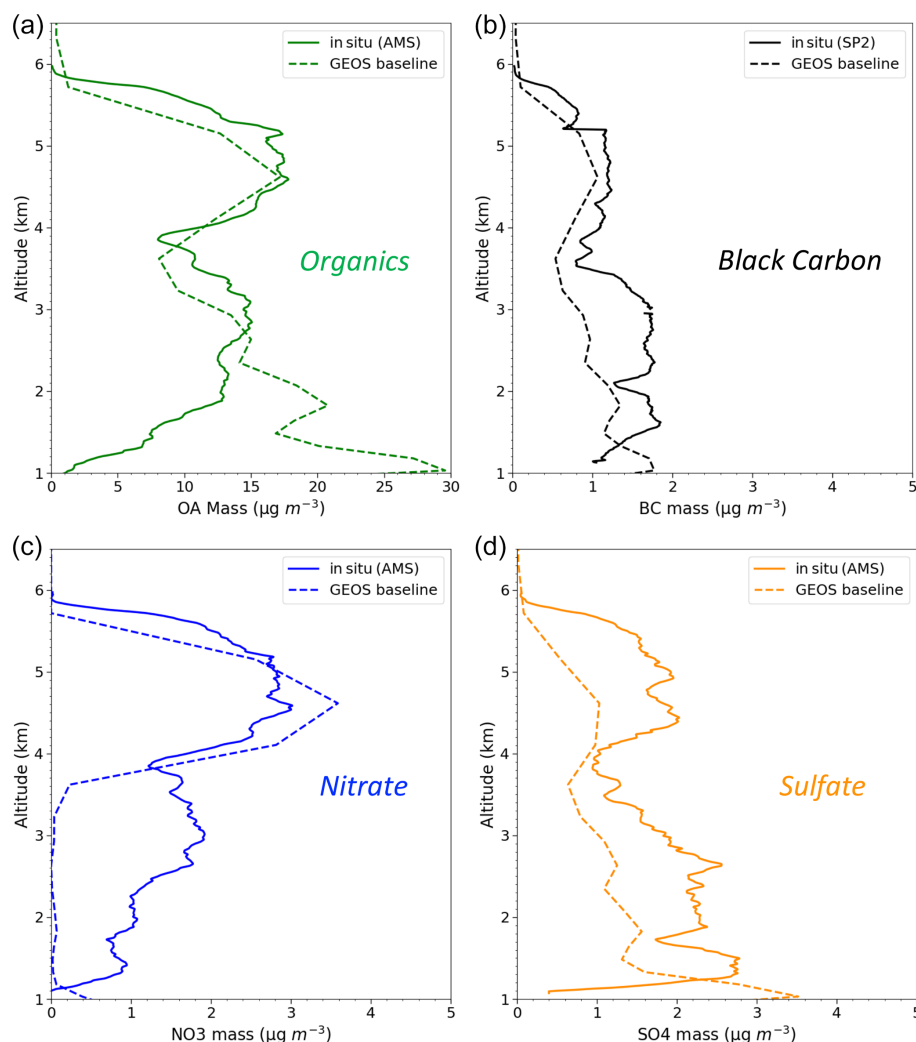 (a)
in situ (AMS)
GEOS baseline
Organics
Altitude (km)
6
5
4
3
2
1
0 5 10 15 20 25 30
OA Mass (μg m⁻³)
(b)
in situ (SP2)
GEOS baseline
Black Carbon
Altitude (km)
6
5
4
3
2
1
0 1 2 3 4 5
BC mass (μg m⁻³)
(c)
in situ (AMS)
GEOS baseline
Nitrate
Altitude (km)
6
5
4
3
2
1
0 1 2 3 4 5
NO3 mass (μg m⁻³)
(d)
in situ (AMS)
GEOS baseline
Sulfate
Altitude (km)
6
5
4
3
2
1
0 1 2 3 4 5
SO4 mass (μg m⁻³)